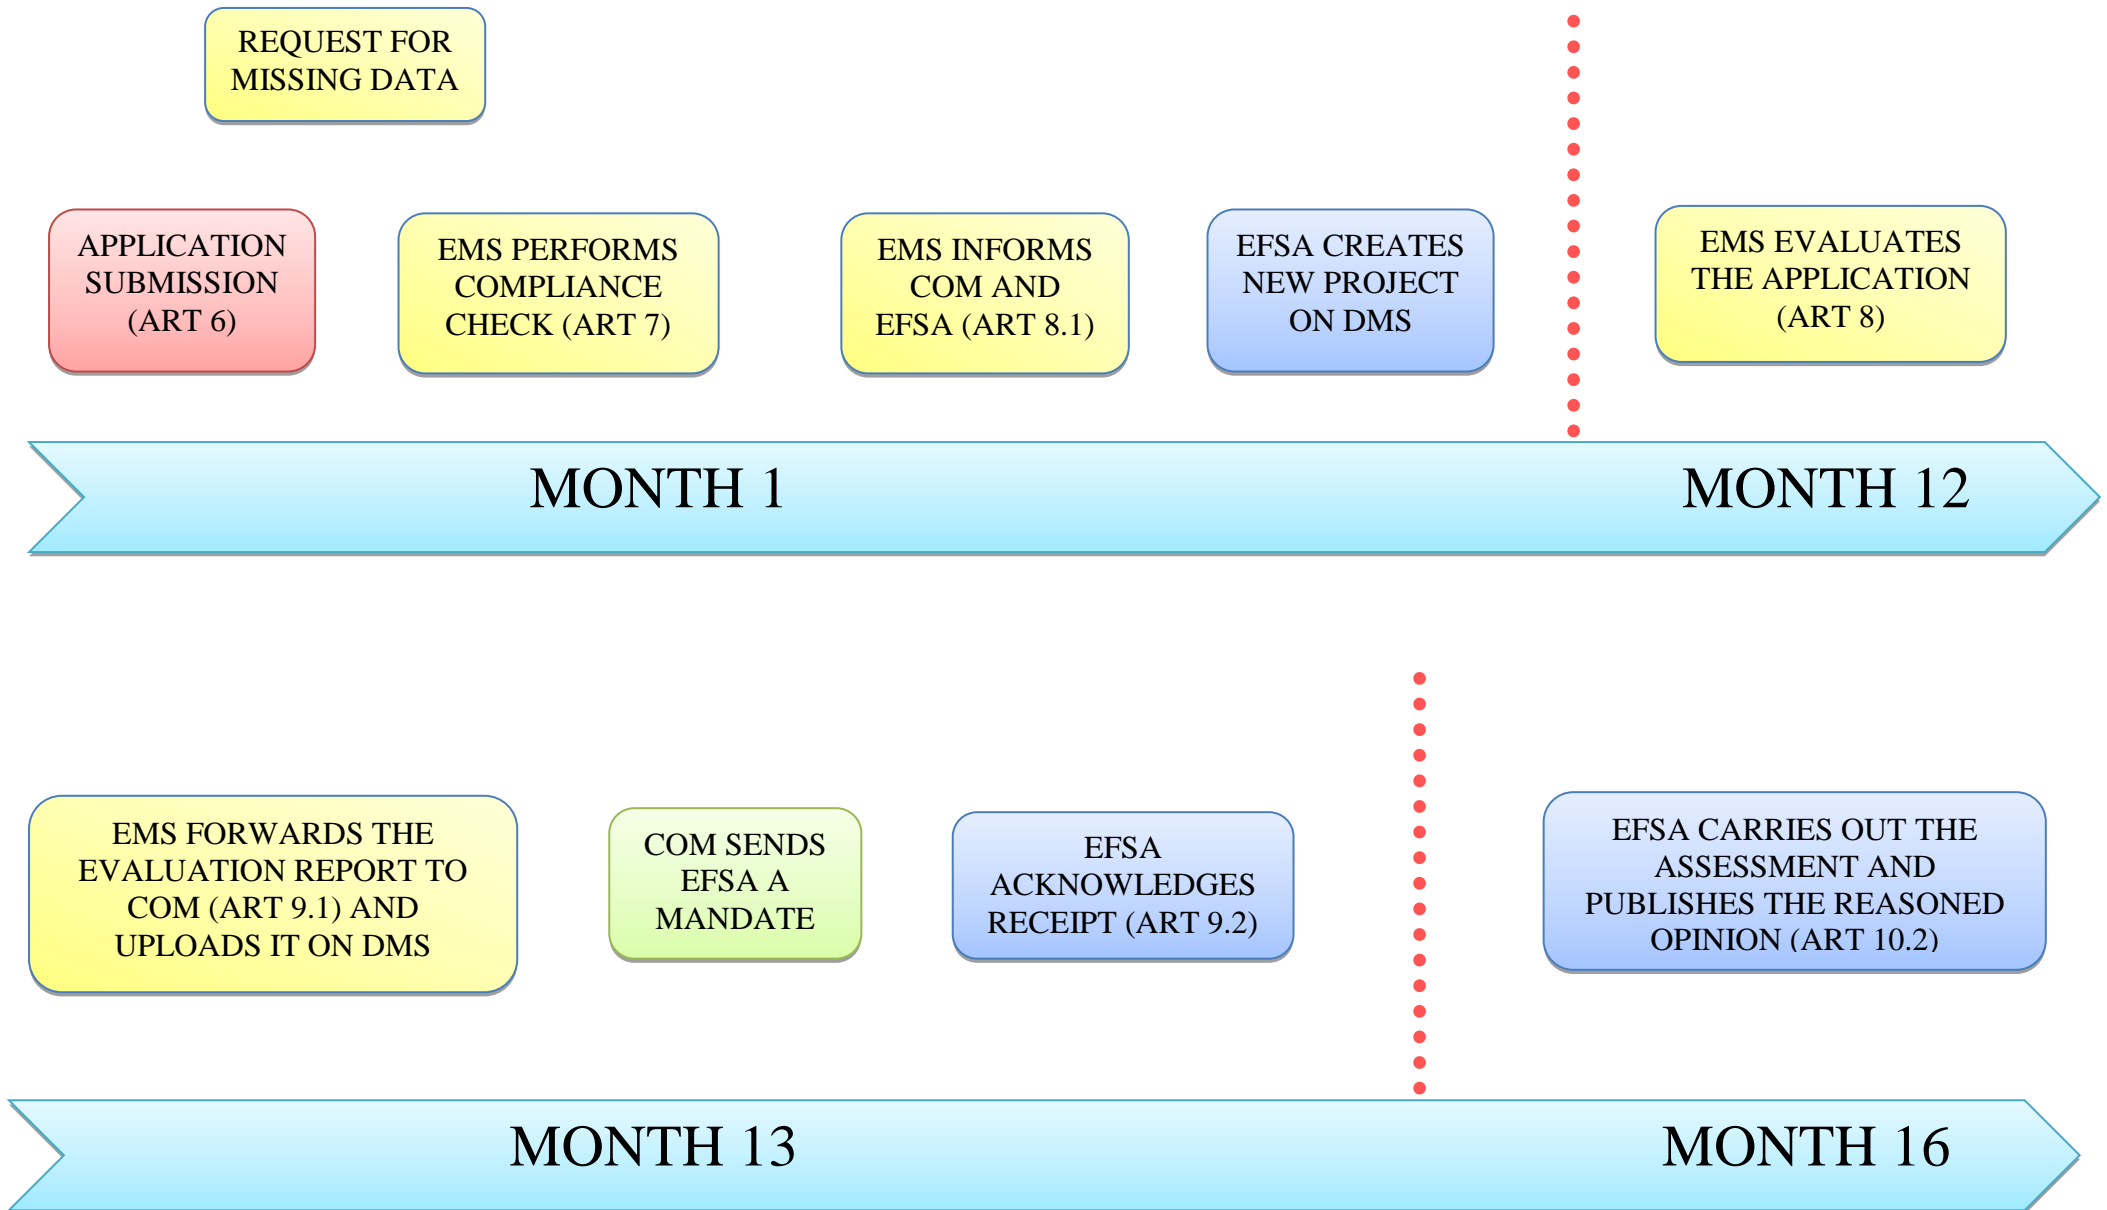 REQUEST FOR
MISSING DATA
APPLICATION
SUBMISSION
(ART 6)
EMS PERFORMS
COMPLIANCE
CHECK (ART 7)
EMS INFORMS
COM AND
EFSA (ART 8.1)
EFSA CREATES
NEW PROJECT
ON DMS
EMS EVALUATES
THE APPLICATION
(ART 8)
MONTH 1
MONTH 12
EMS FORWARDS THE
EVALUATION REPORT TO
COM (ART 9.1) AND
UPLOADS IT ON DMS
COM SENDS
EFSA A
MANDATE
EFSA
ACKNOWLEDGES
RECEIPT (ART 9.2)
EFSA CARRIES OUT THE
ASSESSMENT AND
PUBLISHES THE REASONED
OPINION (ART 10.2)
MONTH 13
MONTH 16